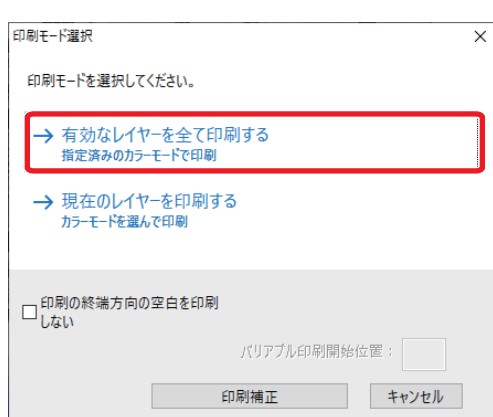 印刷モード選択
印刷モードを選択してください。
→ 有効なレイヤーを全て印刷する
指定済みのカラーモードで印刷
→ 現在のレイヤーを印刷する
カラーモードを選んで印刷
印刷の終端方向の空白を印刷
しない
バリアブル印刷開始位置：
印刷補正
キャンセル